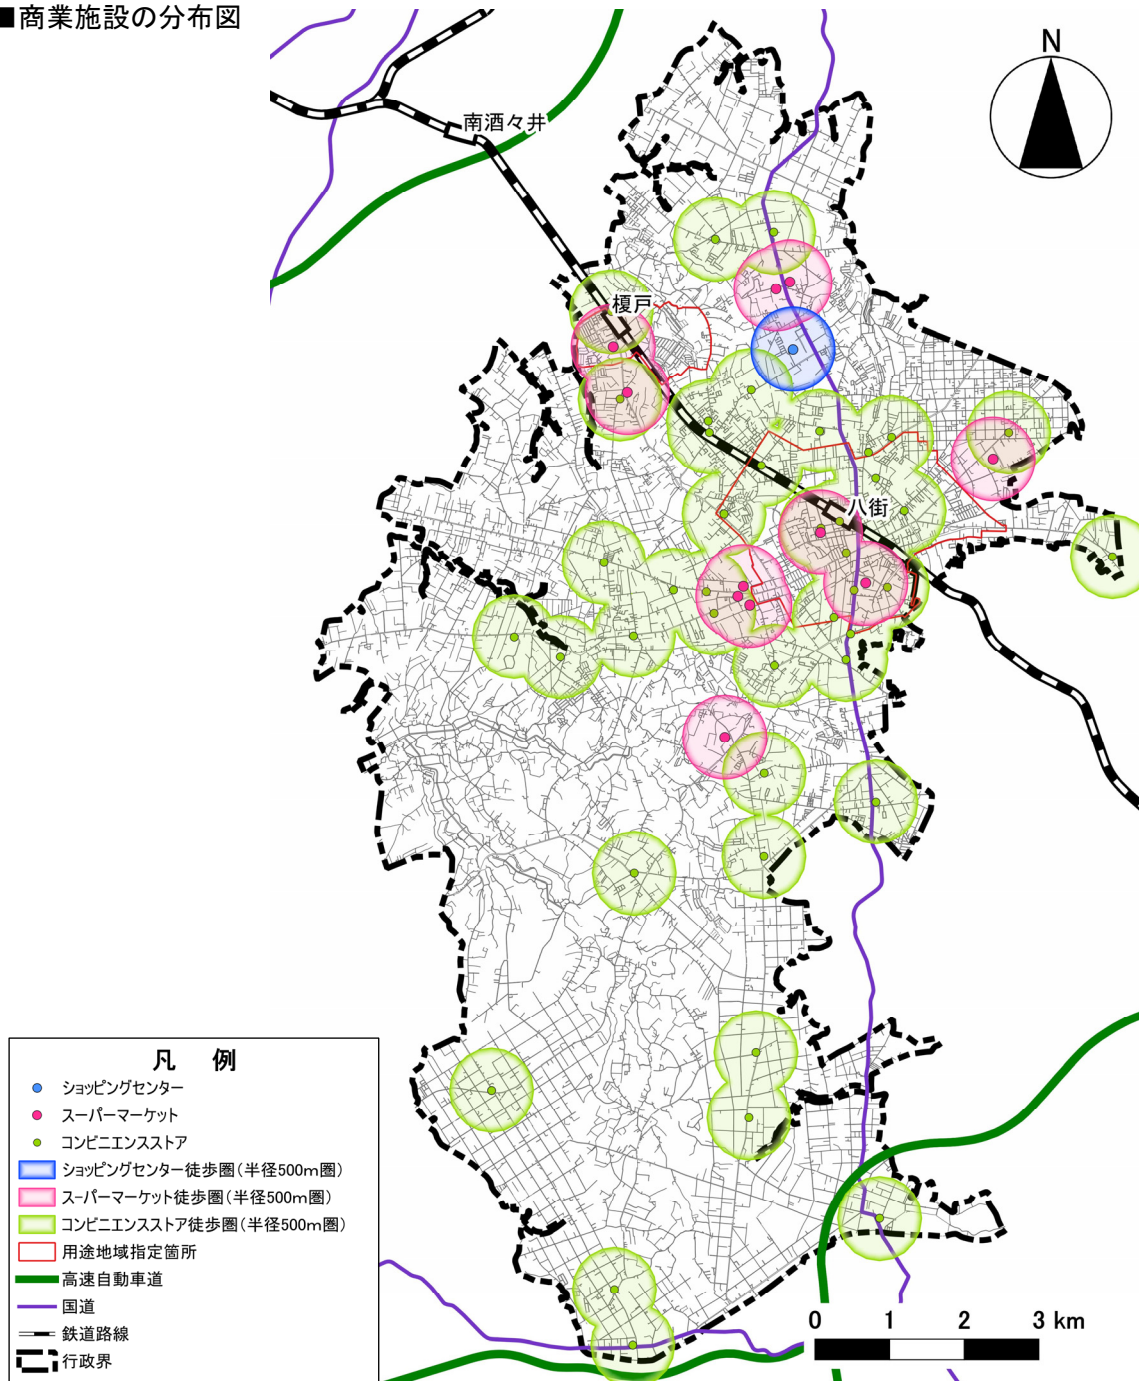 ■商業施設の分布図
N
南酒々井
榎戸
八街
凡 例
ショッピングセンター
スーパーマーケット
コンビニエンスストア
ショッピングセンター徒歩圏(半径500m圏)
スーパーマーケット徒歩圏(半径500m圏)
コンビニエンスストア徒歩圏(半径500m圏)
用途地域指定箇所
高速自動車道
国道
鉄道路線
行政界
0 1 2 3 km